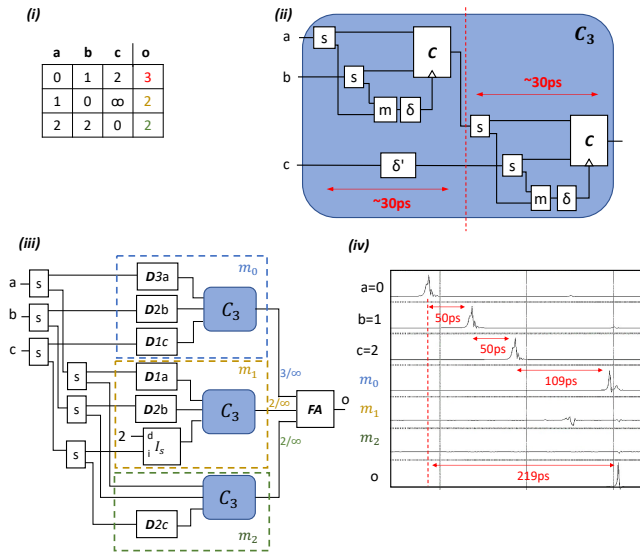 (i)
a b c o
0 1 2 3
1 0 ∞ 2
2 2 0 2
(ii)
C3
a s C
b s
m δ
~30ps
s C
c δ' s
m δ
~30ps
(iii)
m0
a s D3a
b s D2b C3
c s D1c
3/∞
m1
s D1a
s D2b C3 2/∞ FA o
2 d
i Is
s
2/∞
C3
D2c
m2
(iv)
a=0
50ps
b=1
50ps
c=2
109ps
m0
m1
m2
219ps
o